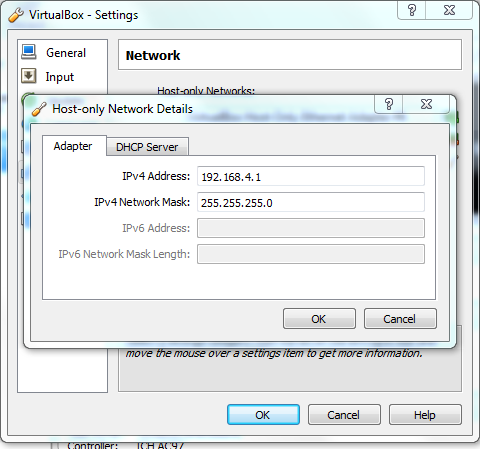 VirtualBox - Settings
General
Input
Network
Host-only Networks:
Host-only Network Details
Adapter
DHCP Server
IPv4 Address: 192.168.4.1
IPv4 Network Mask: 255.255.255.0
IPv6 Address:
IPv6 Network Mask Length:
OK Cancel
move the mouse over a settings item to get more information.
OK Cancel Help
Controller: ICH AC97